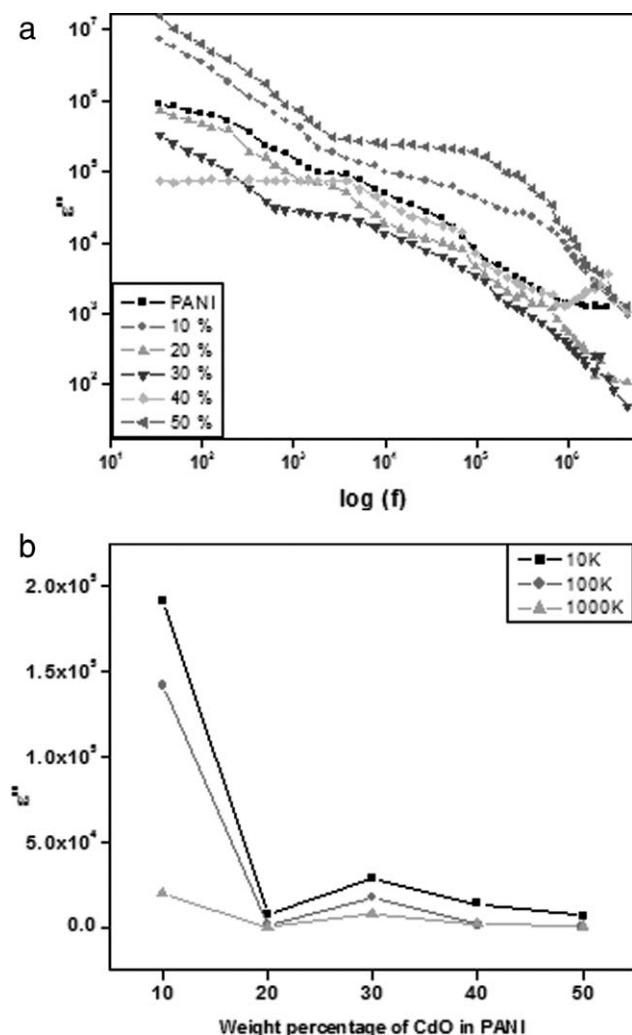 a
10⁷
10⁶
10⁵
10⁴
10³
10²
ε"
PANI
10 %
20 %
30 %
40 %
50 %
10¹ 10² 10³ 10⁴ 10⁵ 10⁶
log (f)
b
2.0x10⁵
1.5x10⁵
1.0x10⁵
5.0x10⁴
0.0
ε"
10K
100K
1000K
10 20 30 40 50
Weight percentage of CdO in PANI